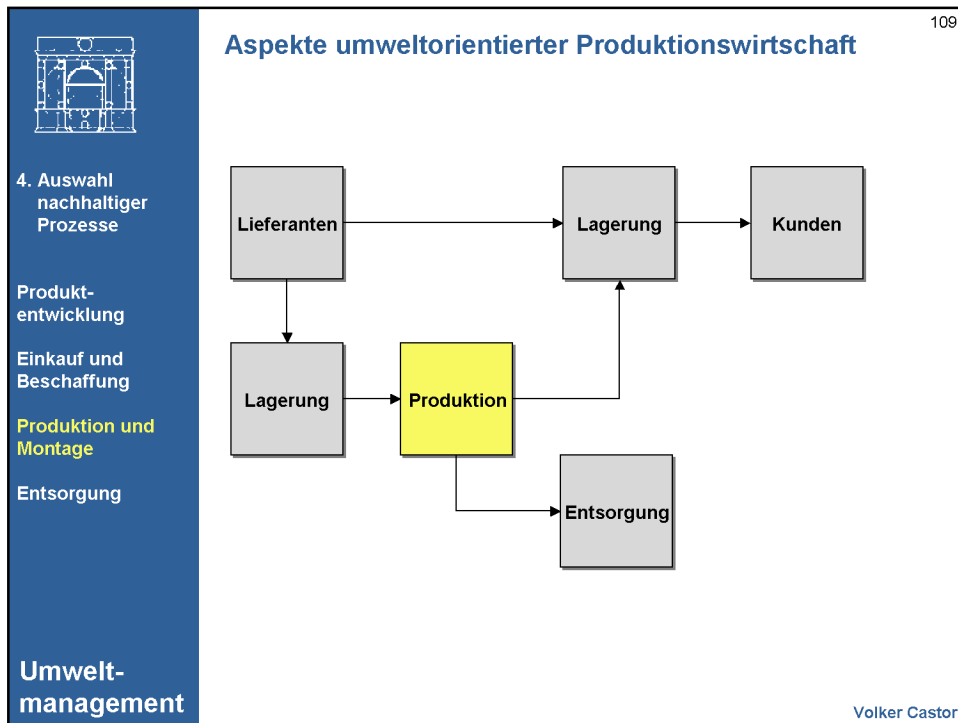 109
Aspekte umweltorientierter Produktionswirtschaft
4. Auswahl
nachhaltiger
Prozesse
Produkt-
entwicklung
Einkauf und
Beschaffung
Produktion und
Montage
Entsorgung
Lieferanten
Lagerung
Kunden
Lagerung
Produktion
Entsorgung
Umwelt-
management
Volker Castor